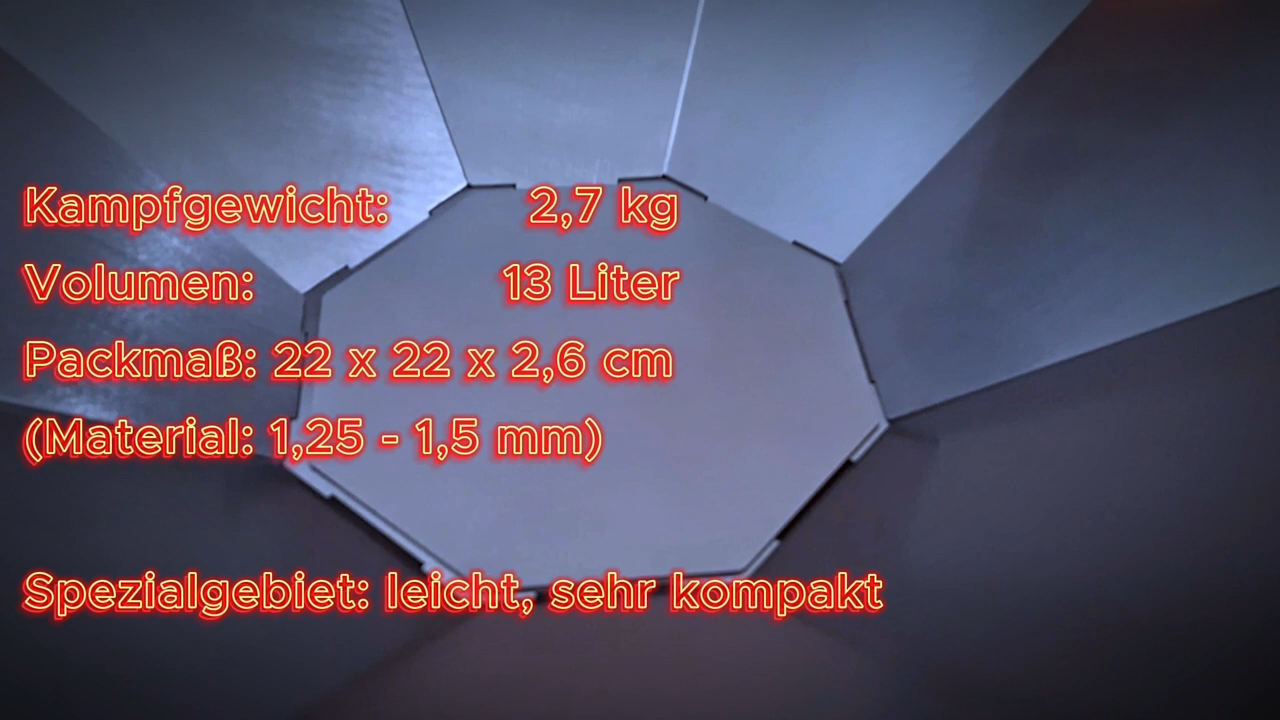 Kampfgewicht: 2,7 kg
Volumen: 13 Liter
Packmaß: 22 x 22 x 2,6 cm
(Material: 1,25 - 1,5 mm)
Spezialgebiet: leicht, sehr kompakt